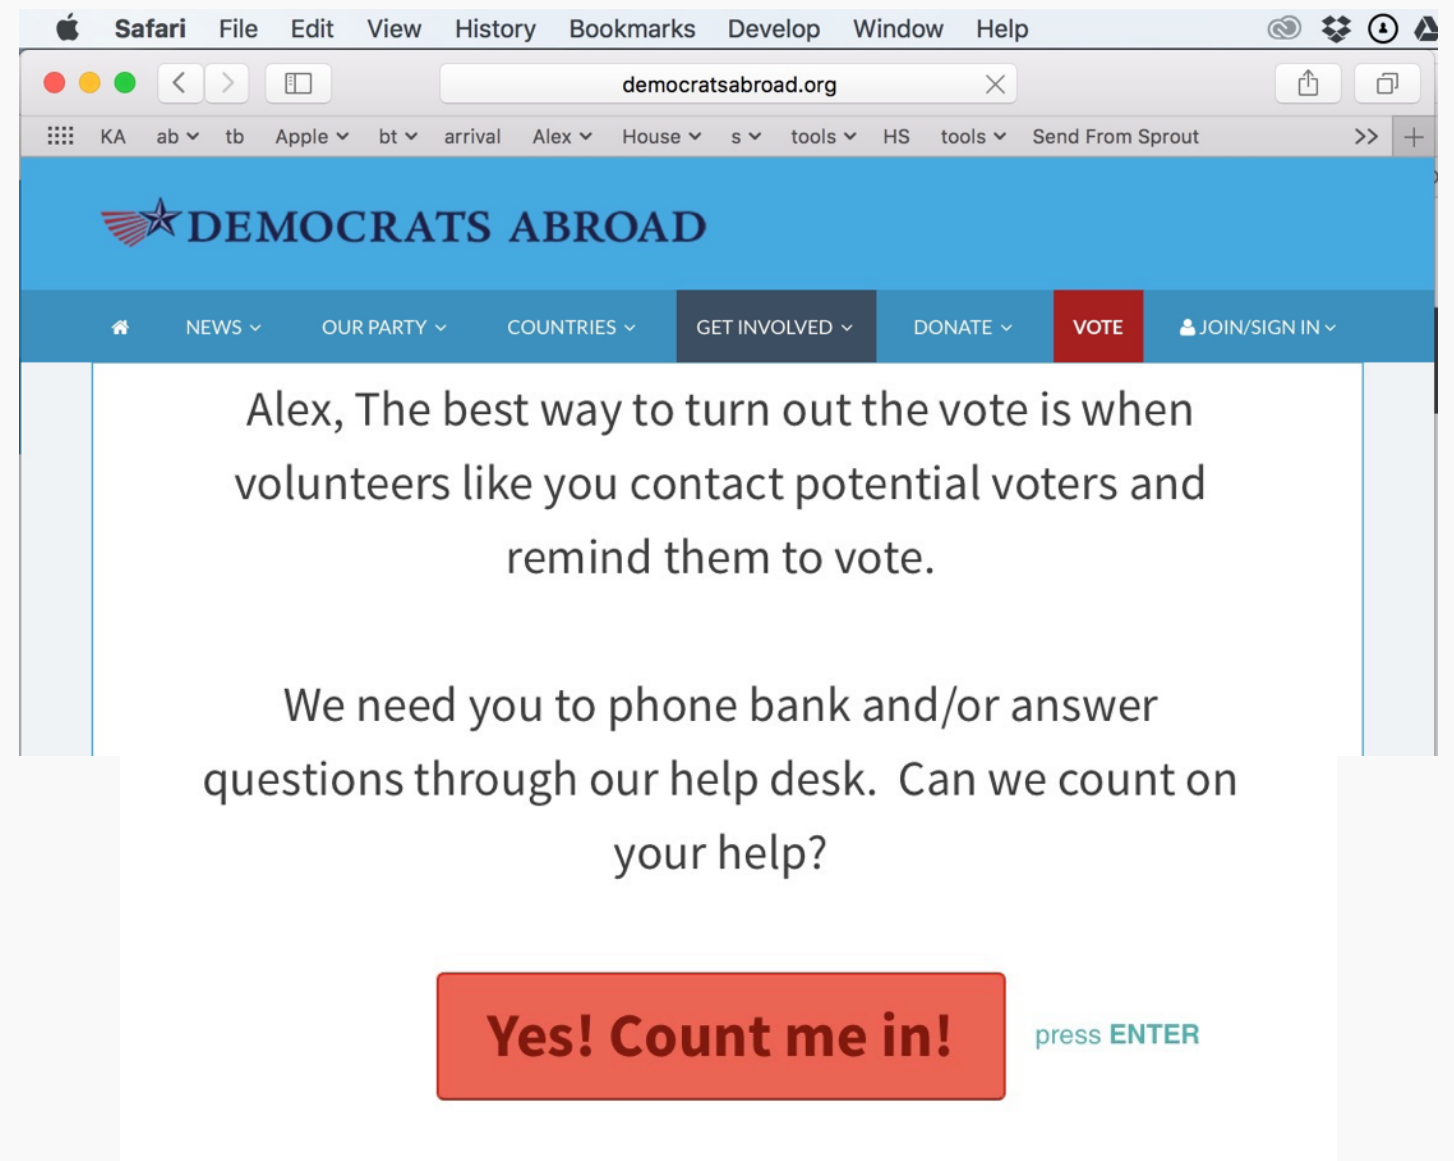 Safari File Edit View History Bookmarks Develop Window Help
democratsabroad.org
KA ab tb Apple bt arrival Alex House s tools HS tools Send From Sprout >> +
DEMOCRATS ABROAD
NEWS OUR PARTY COUNTRIES GET INVOLVED DONATE VOTE JOIN/SIGN IN
Alex, The best way to turn out the vote is when
volunteers like you contact potential voters and
remind them to vote.
We need you to phone bank and/or answer
questions through our help desk. Can we count on
your help?
Yes! Count me in! press ENTER